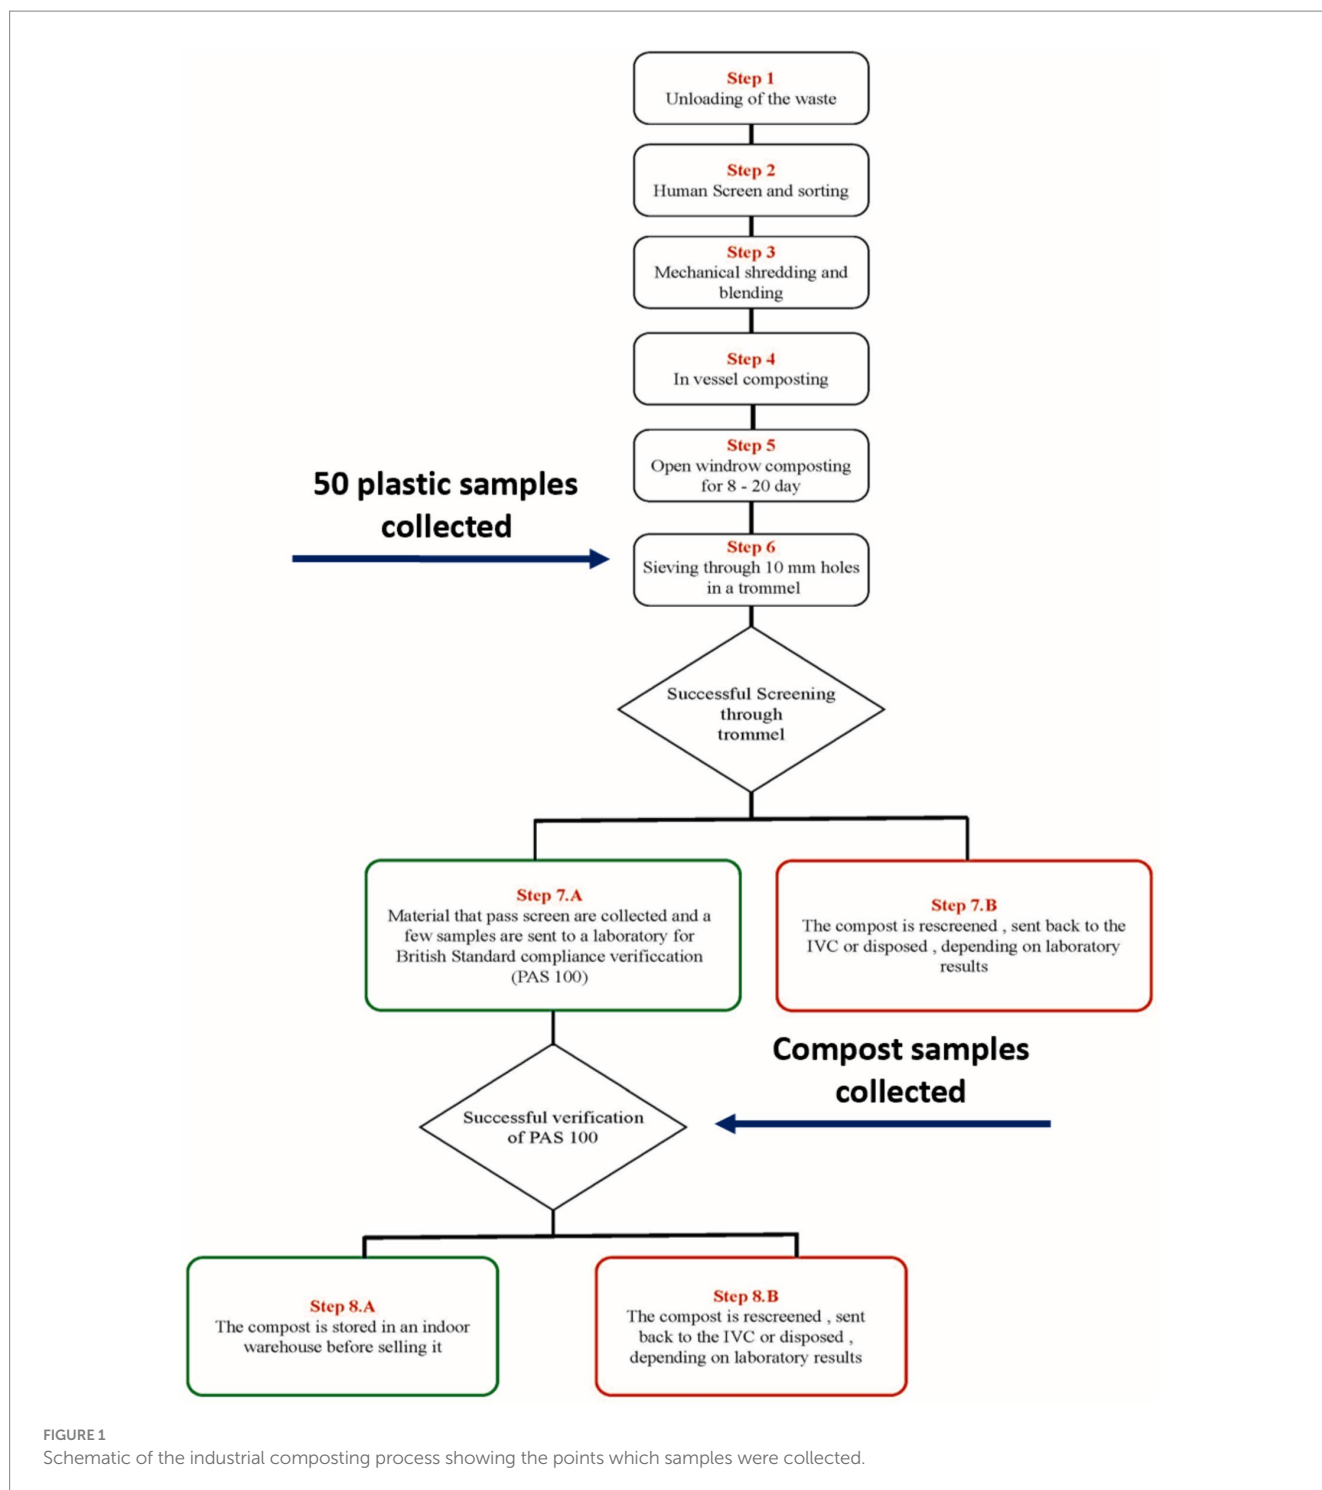 Step 1
Unloading of the waste
Step 2
Human Screen and sorting
Step 3
Mechanical shredding and
blending
Step 4
In vessel composting
Step 5
Open windrow composting
for 8 - 20 day
50 plastic samples
collected
Step 6
Sieving through 10 mm holes
in a trommel
Successful Screening
through
trommel
Step 7.A
Material that pass screen are collected and a
few samples are sent to a laboratory for
British Standard compliance verificcation
(PAS 100)
Step 7.B
The compost is rescreened , sent back to the
IVC or disposed , depending on laboratory
results
Compost samples
collected
Successful verification
of PAS 100
Step 8.A
The compost is stored in an indoor
warehouse before selling it
Step 8.B
The compost is rescreened , sent
back to the IVC or disposed ,
depending on laboratory results
FIGURE 1
Schematic of the industrial composting process showing the points which samples were collected.